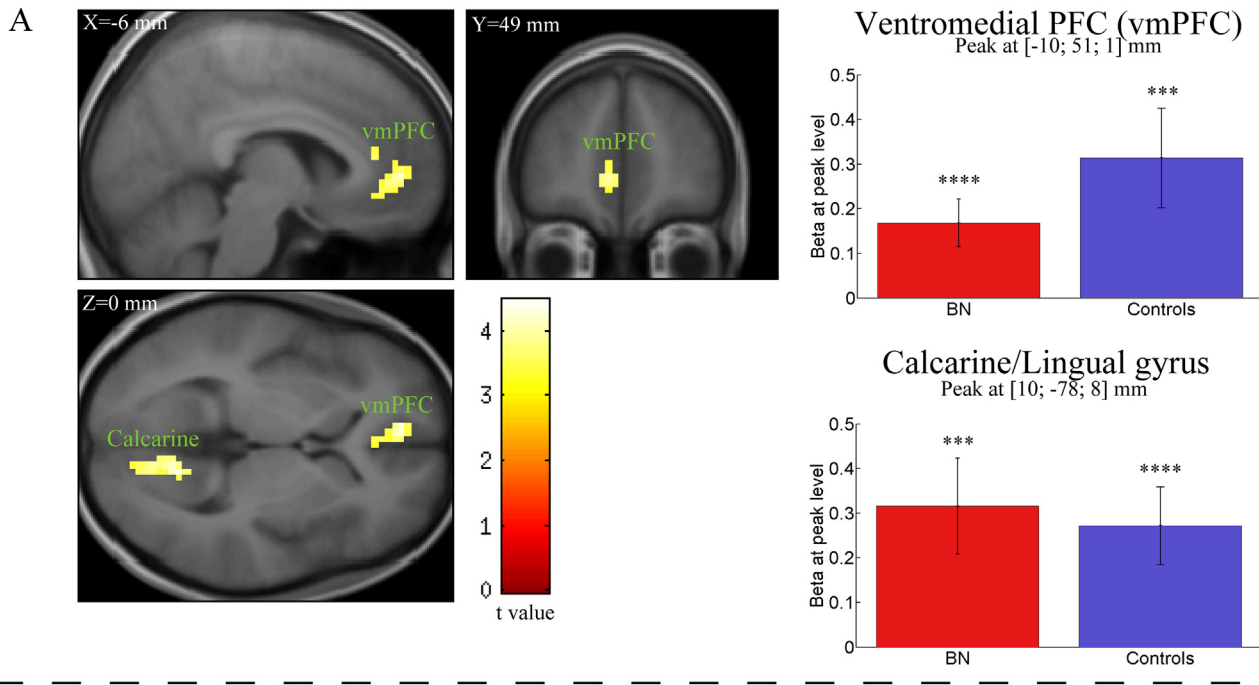 A
X=-6 mm
vmPFC
Y=49 mm
vmPFC
Z=0 mm
Calcarine
vmPFC
4
3
2
1
0
t value
Ventromedial PFC (vmPFC)
Peak at [-10; 51; 1] mm
Beta at peak level
0.5
0.4
0.3
0.2
0.1
0
****
***
BN
Controls
Calcarine/Lingual gyrus
Peak at [10; -78; 8] mm
Beta at peak level
0.5
0.4
0.3
0.2
0.1
0
***
****
BN
Controls